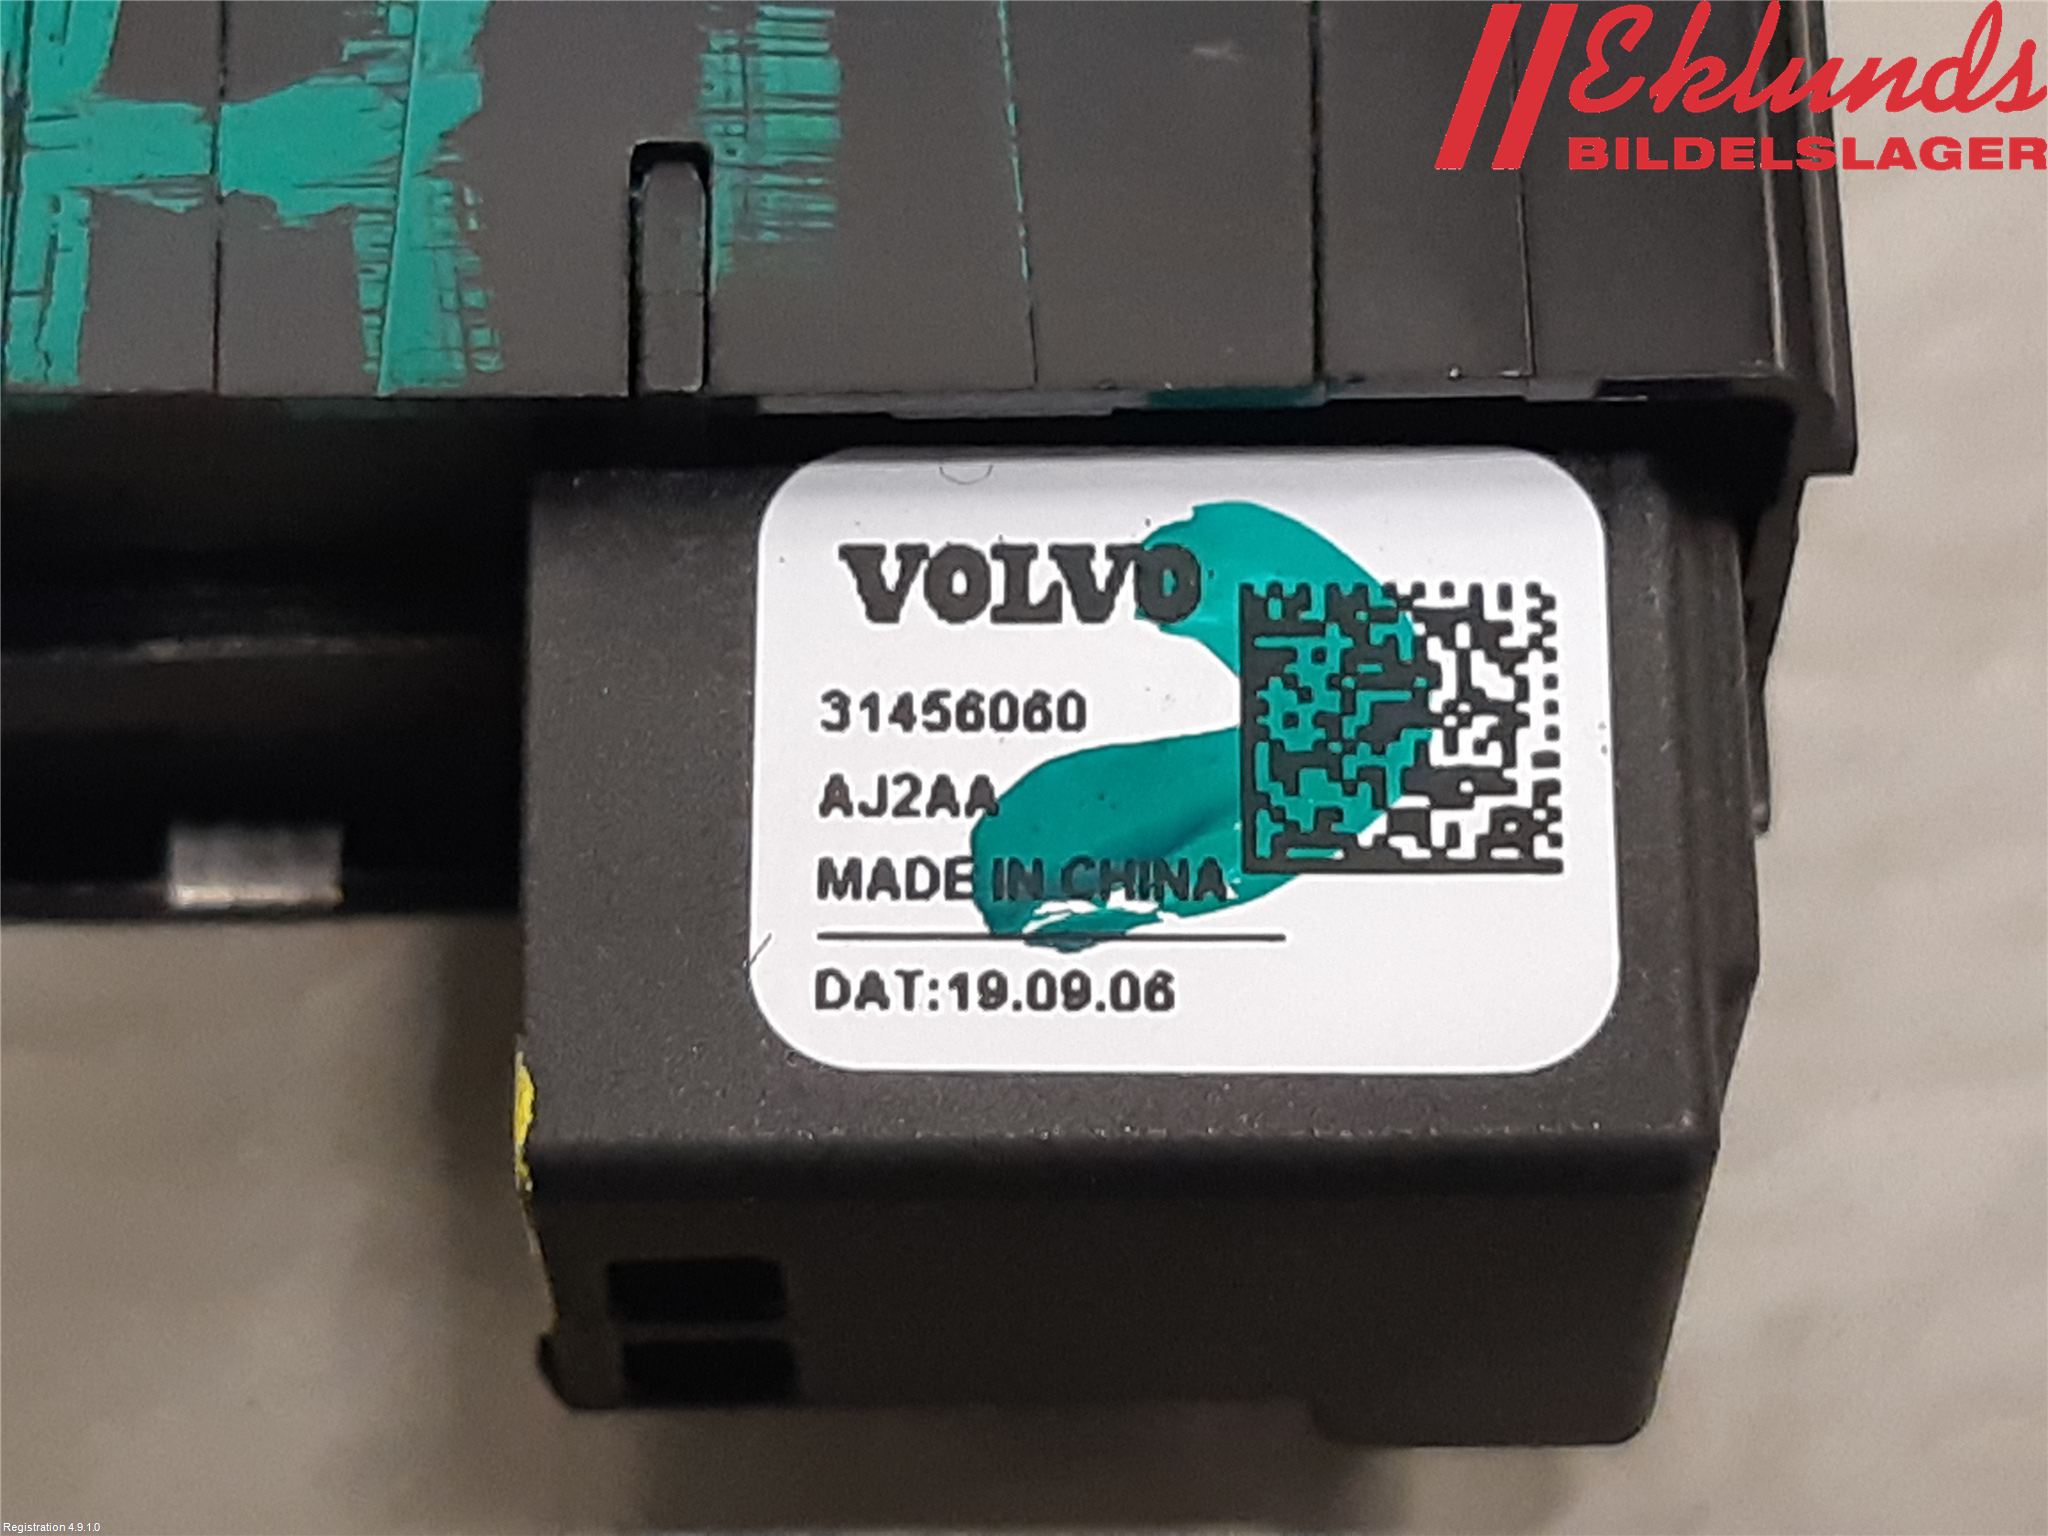 Eklunds
BILDELSLAGER
VOLVO
31456060
AJ2AA
MADE IN CHINA
DAT:19.09.06
Registration 4.9.1.0